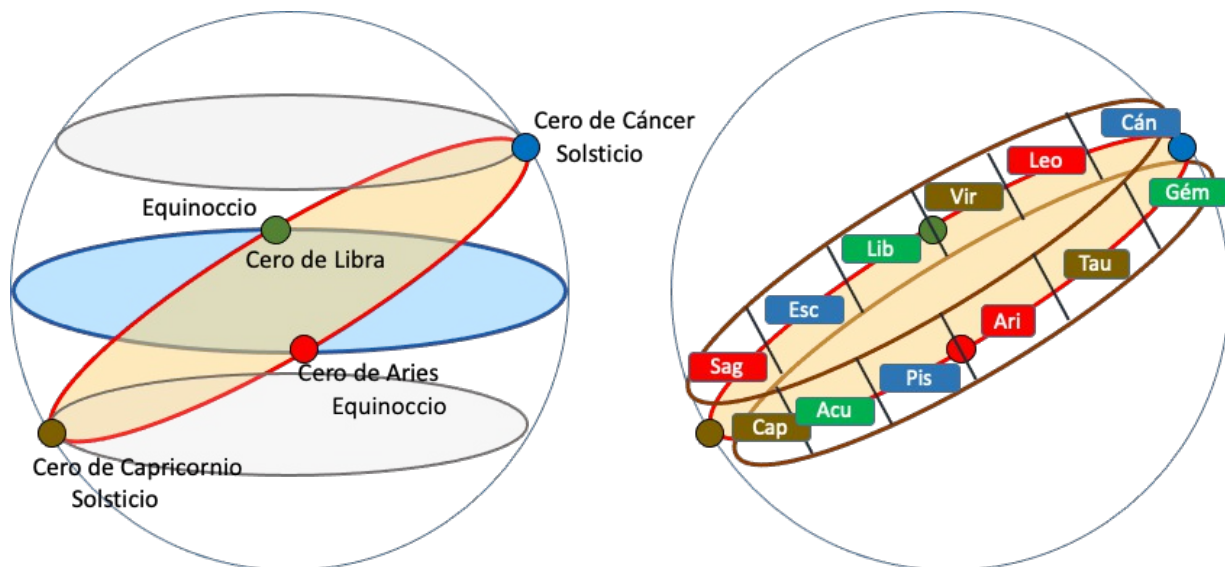 Cero de Cáncer
Solsticio
Equinoccio
Cero de Libra
Cero de Aries
Equinoccio
Cero de Capricornio
Solsticio
Cán
Leo
Vir
Gém
Lib
Tau
Esc
Ari
Sag
Pis
Acu
Cap